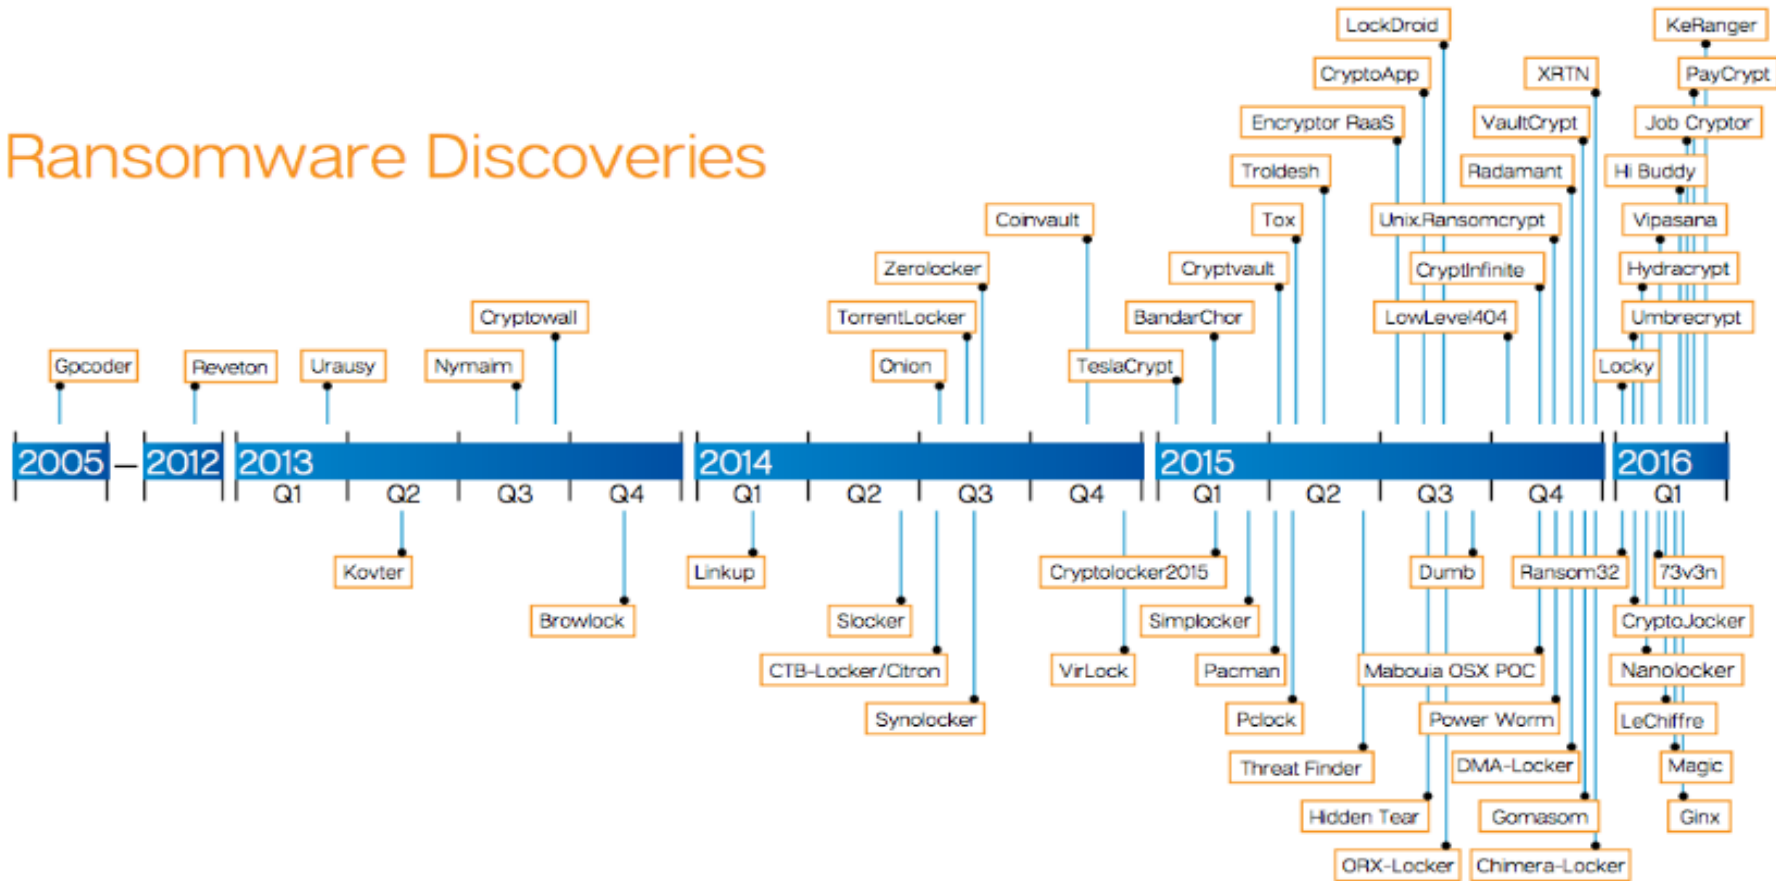 LockDroid
KeRanger
CryptoApp
XRTN
PayCrypt
Encryptor RaaS
VaultCrypt
Job Cryptor
Ransomware Discoveries
Troldesh
Radamant
Hi Buddy
Coinvault
Tox
Unix.Ransomcrypt
Vipasana
Zerolocker
Cryptvault
CryptInfinite
Hydracrypt
Cryptowall
TorrentLocker
BandarChor
LowLevel404
Umbrecrypt
Gpcoder
Reveton
Urausy
Nymaim
Onion
TeslaCrypt
Locky
2005 – 2012 2013 2014 2015 2016
Q1 Q2 Q3 Q4 Q1 Q2 Q3 Q4 Q1 Q2 Q3 Q4 Q1
Kovter
Linkup
Cryptolocker2015
Dumb
Ransom32
73v3n
Browlock
Slocker
Simplocker
CryptoJocker
CTB-Locker/Citron
VirLock
Pacman
Mabouia OSX POC
Nanolocker
Synolocker
Pclock
Power Worm
LeChiffre
Threat Finder
DMA-Locker
Magic
Hidden Tear
Gomasom
Ginx
ORX-Locker
Chimera-Locker